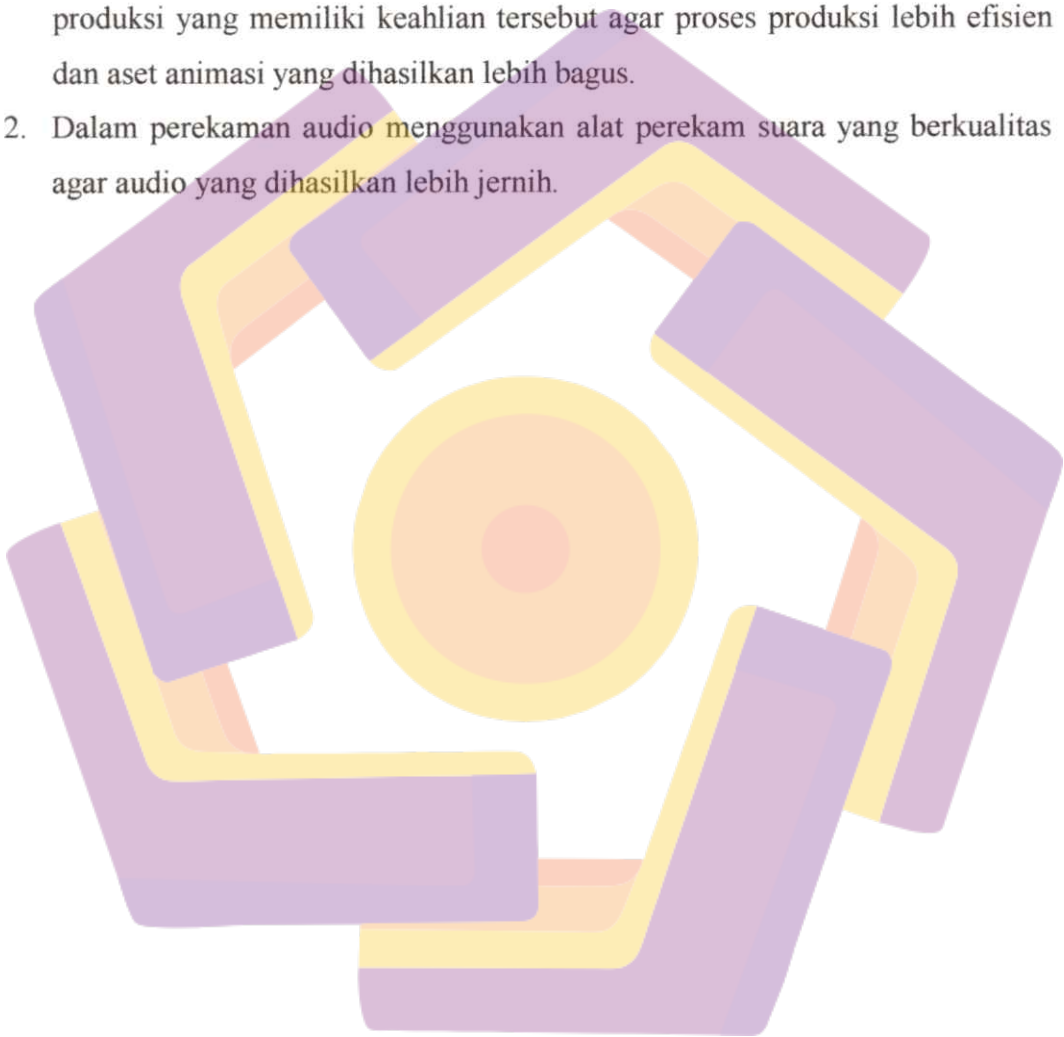 produksi yang memiliki keahlian tersebut agar proses produksi lebih efisien
dan aset animasi yang dihasilkan lebih bagus.
2. Dalam perekaman audio menggunakan alat perekam suara yang berkualitas
agar audio yang dihasilkan lebih jernih.